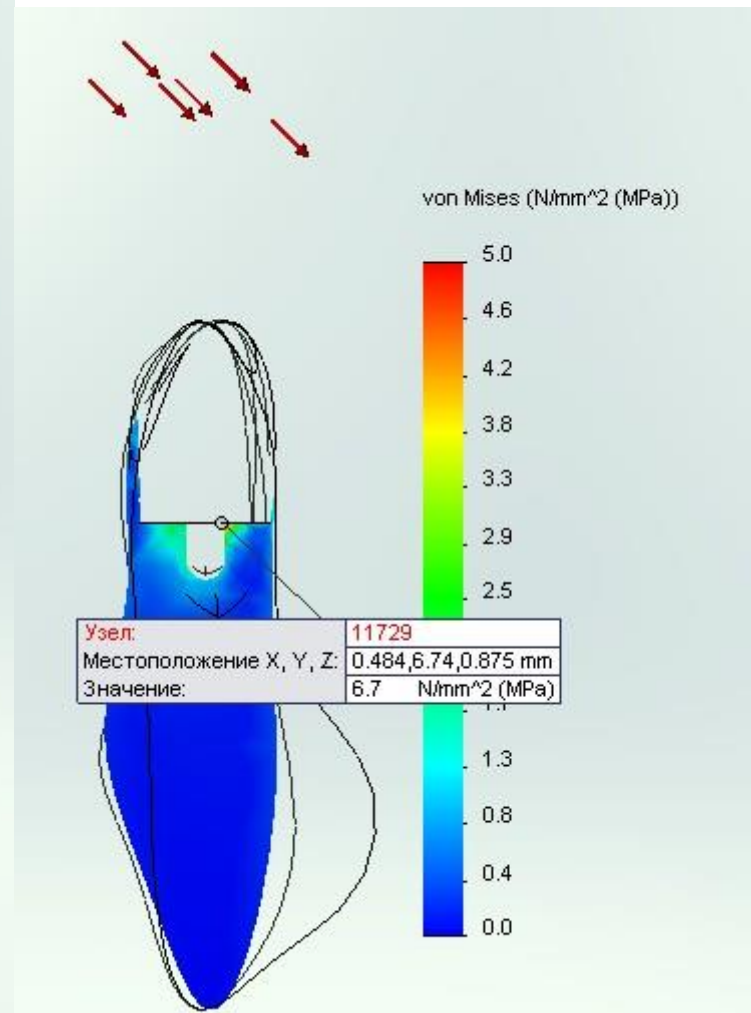 von Mises (N/mm^2 (MPa))
5.0
4.6
4.2
3.8
3.3
2.9
2.5
Узел: 11729
Местоположение X, Y, Z: 0.484,6.74,0.875 mm
Значение: 6.7 N/mm^2 (MPa)
1.3
0.8
0.4
0.0